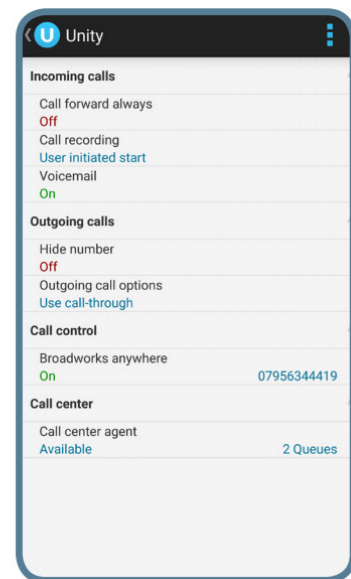 U Unity
Incoming calls
Call forward always
Off
Call recording
User initiated start
Voicemail
On
Outgoing calls
Hide number
Off
Outgoing call options
Use call-through
Call control
Broadworks anywhere
On 07956344419
Call center
Call center agent
Available 2 Queues